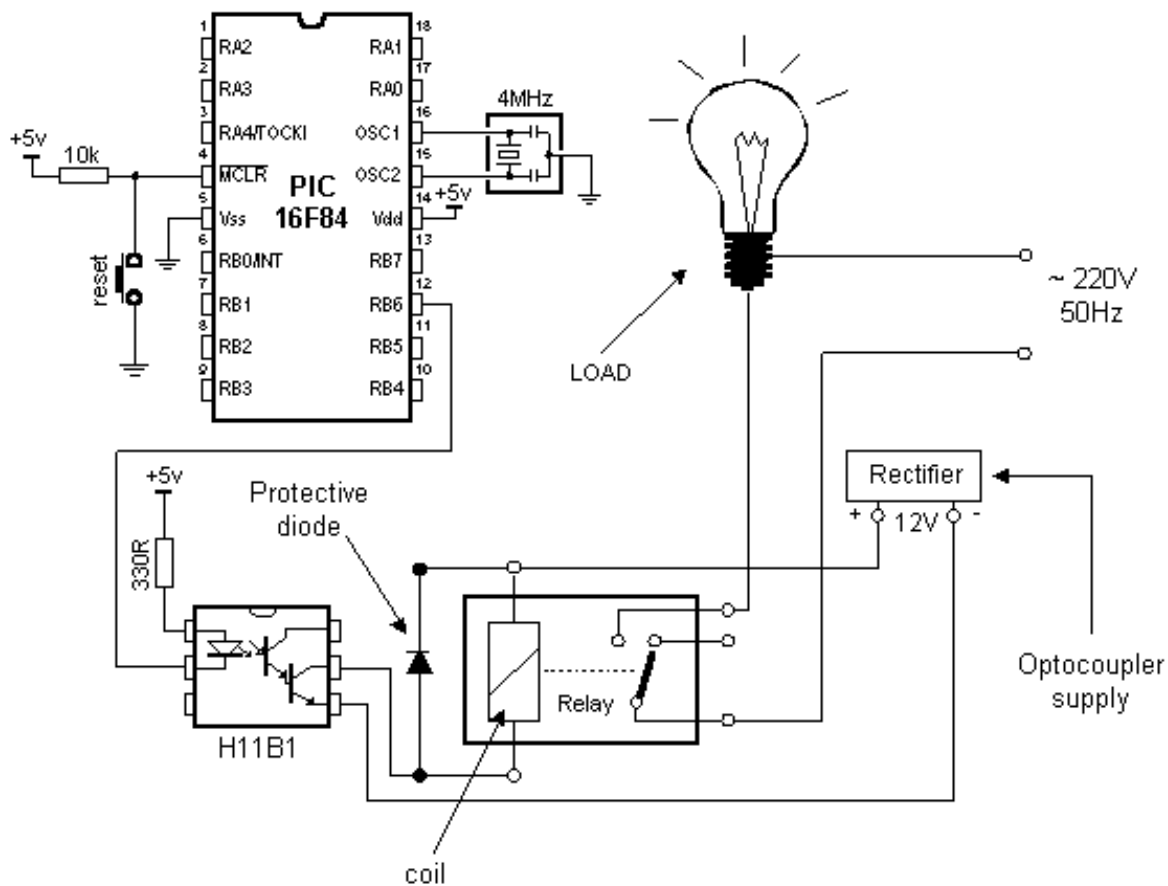 1
18
RA2
RA1
2
17
RA3
RA0
3
16
RA4/TOCKI
OSC1
4MHz
+5v
10k
4
15
MCLR
OSC2
PIC
16F84
5
14
Vss
Vdd
+5v
6
13
RB0/INT
RB7
reset
7
12
RB1
RB6
8
11
RB2
RB5
9
10
RB3
RB4
~ 220V
50Hz
LOAD
+5v
330R
Protective
diode
Rectifier
+ 12V -
Relay
Optocoupler
supply
H11B1
coil